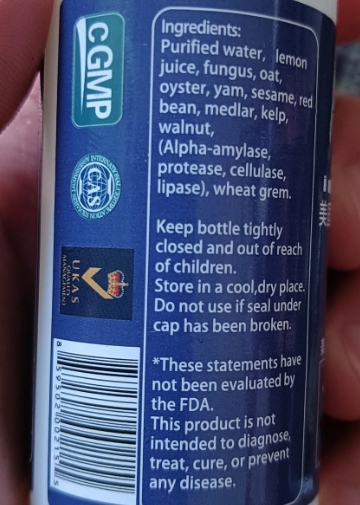 Ingredients:
Purified water, lemon
juice, fungus, oat,
oyster, yam, sesame, red
bean, medlar, kelp,
walnut,
(Alpha-amylase,
protease, cellulase,
lipase), wheat grem.
Keep bottle tightly
closed and out of reach
of children.
Store in a cool,dry place.
Do not use if seal under
cap has been broken.
*These statements have
not been evaluated by
the FDA.
This product is not
intended to diagnose,
treat, cure, or prevent
any disease.
cGMP
CAS
UKAS
QUALITY
MANAGEMENT